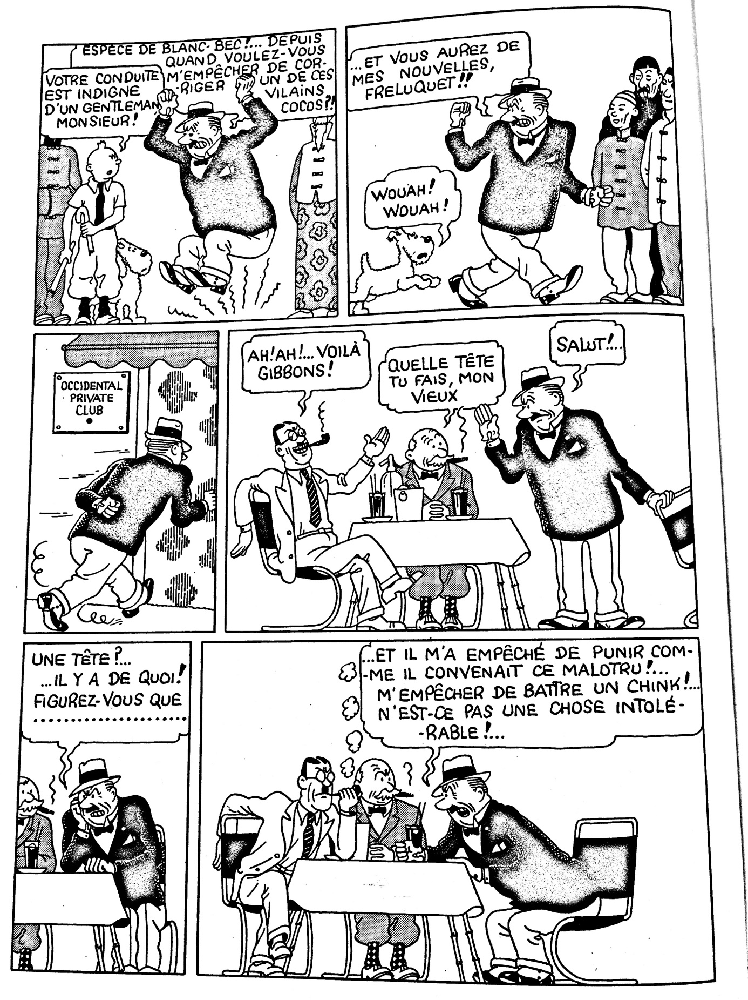 VOTRE CONDUITE
EST INDIGNE
D'UN GENTLEMAN
MONSIEUR!
ESPÈCE DE BLANC-BEC!... DEPUIS
QUAND VOULEZ-VOUS
M'EMPÊCHER DE COR-
-RIGER UN DE CES
VILAINS
COCOS?!
...ET VOUS AUREZ DE
MES NOUVELLES,
FRELUQUET!!
WOUAH!
WOUAH!
OCCIDENTAL
PRIVATE
CLUB
AH!AH!... VOILÀ
GIBBONS!
QUELLE TÊTE
TU FAIS, MON
VIEUX
SALUT!...
UNE TÊTE?...
...IL Y A DE QUOI!
FIGUREZ-VOUS QUE
..........................
...ET IL M'A EMPÊCHÉ DE PUNIR COM-
-ME IL CONVENAIT CE MALOTRU!...
M'EMPÊCHER DE BATTRE UN CHINK!...
N'EST-CE PAS UNE CHOSE INTOLÉ-
-RABLE!...
?